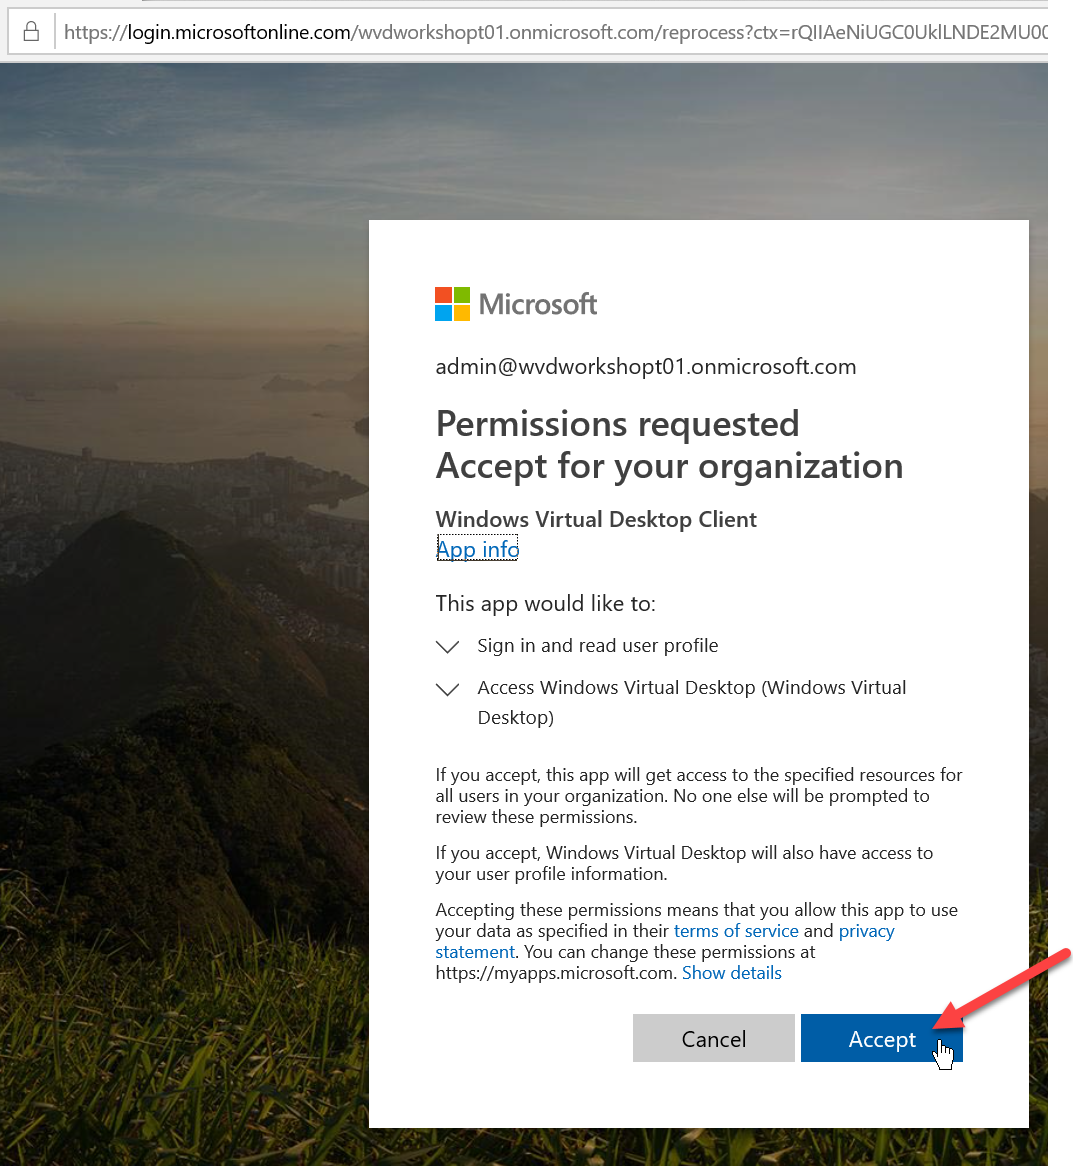 https://login.microsoftonline.com/wvdworkshopt01.onmicrosoft.com/reprocess?ctx=rQIIAeNiUGC0UklLNDE2MU00
Microsoft
admin@wvdworkshopt01.onmicrosoft.com
Permissions requested
Accept for your organization
Windows Virtual Desktop Client
App info
This app would like to:
Sign in and read user profile
Access Windows Virtual Desktop (Windows Virtual
Desktop)
If you accept, this app will get access to the specified resources for
all users in your organization. No one else will be prompted to
review these permissions.
If you accept, Windows Virtual Desktop will also have access to
your user profile information.
Accepting these permissions means that you allow this app to use
your data as specified in their terms of service and privacy
statement. You can change these permissions at
https://myapps.microsoft.com. Show details
Cancel
Accept